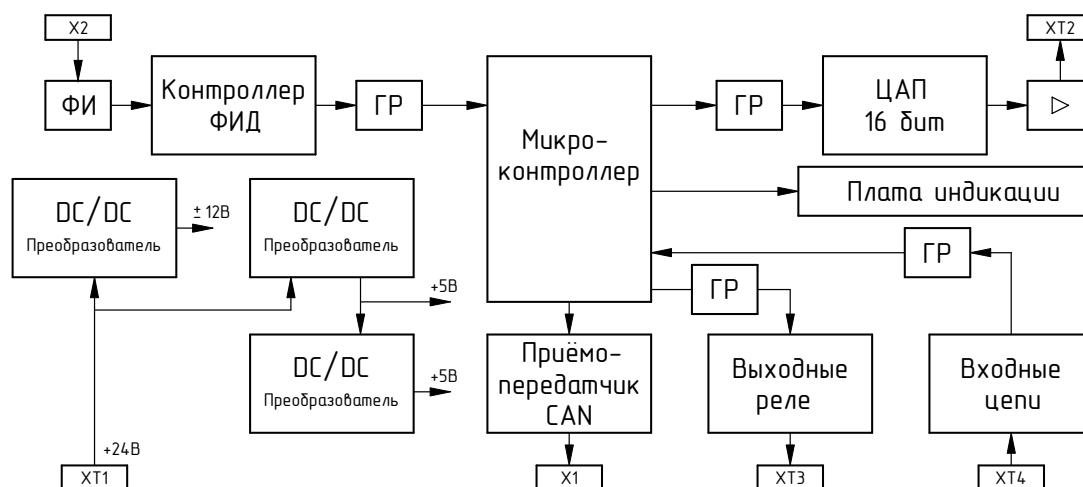 X2
XT2
ФИ
Контроллер
ФИД
ГР
Микро-
контроллер
ГР
ЦАП
16 бит
Плата индикации
DC/DC
Преобразователь
± 12В
DC/DC
Преобразователь
+5В
ГР
ГР
DC/DC
Преобразователь
+5В
Приёмо-
передатчик
CAN
Выходные
реле
Входные
цепи
+24В
XT1
X1
XT3
XT4